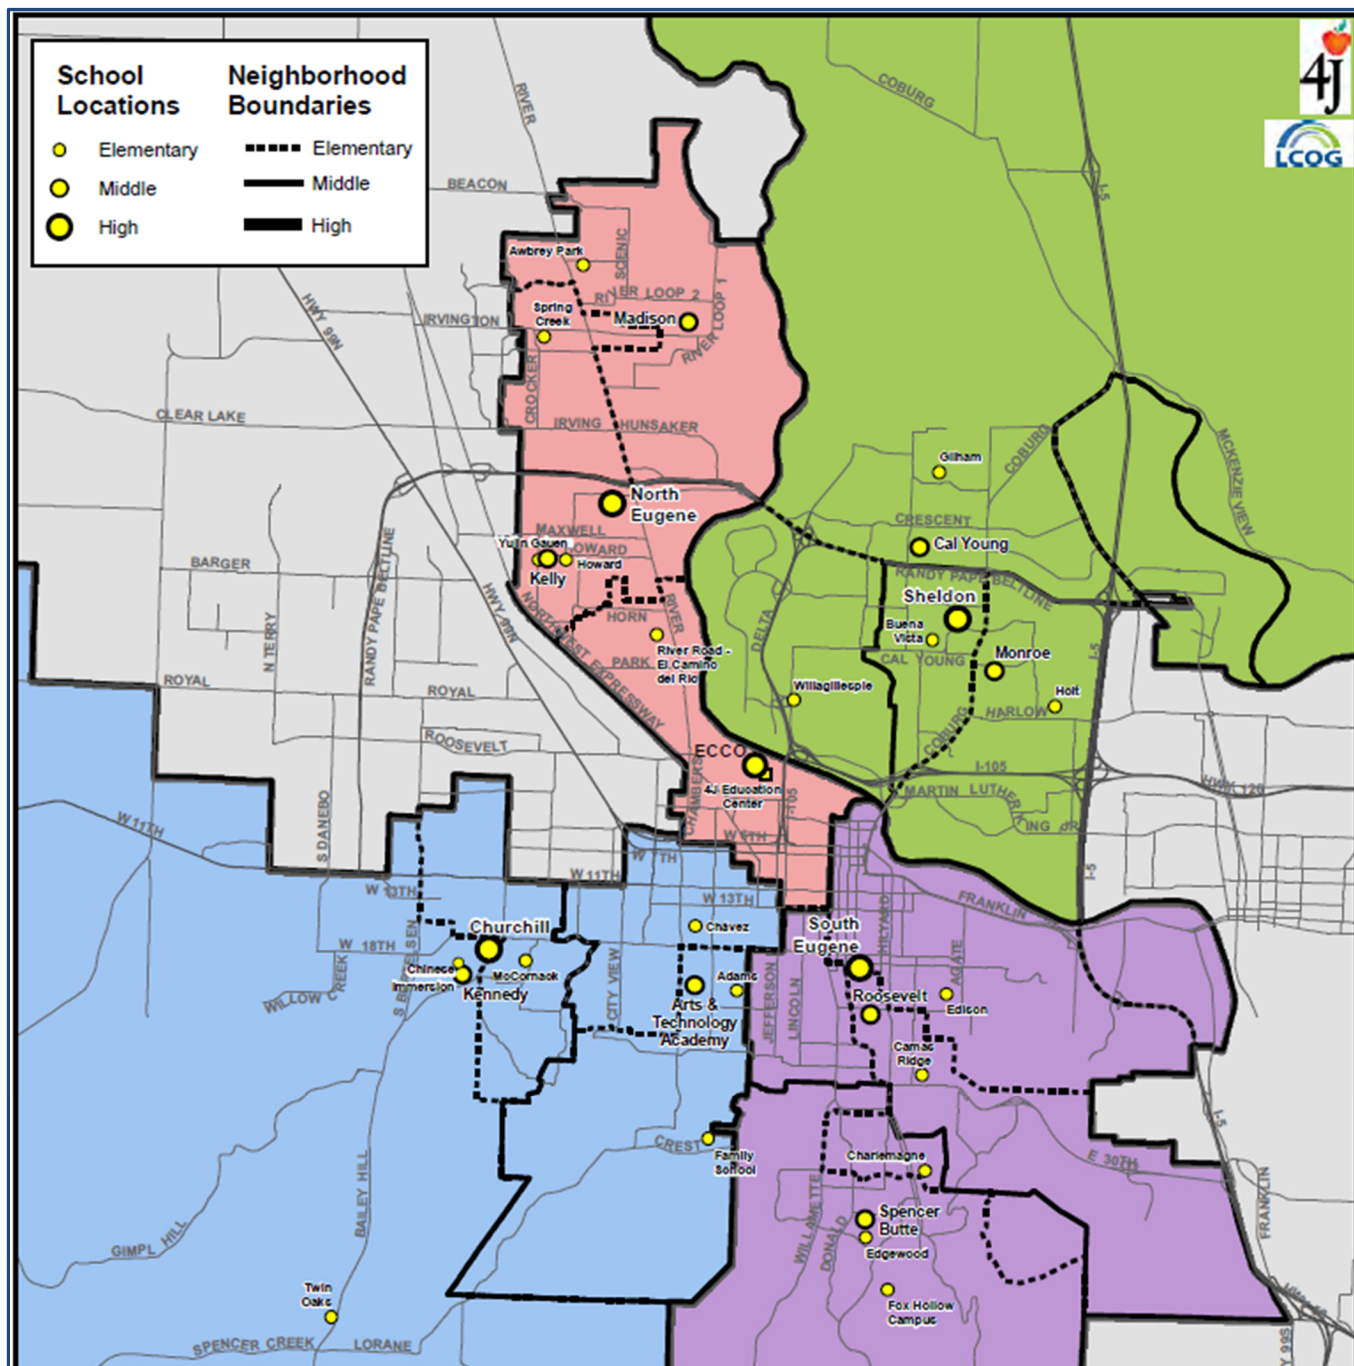 School
Locations
Neighborhood
Boundaries
Elementary
Elementary
Middle
Middle
High
High
4J
LCOG
RIVER
COBURG
I-5
BEACON
Awbrey Park
SCENIC
RIVER LOOP 1
LOOP 2
HWY 99N
Spring
Creek
IRVINGTON
Madison
CROCKER
CLEAR LAKE
IRVING
HUNSAKER
MCKENZIE VIEW
COBURG
Gilham
North
Eugene
CRESCENT
MAXWELL
Cal Young
Yujin Gakuen
Howard
Kelly
BARGER
RANDY PAPE BELTLINE
RANDY PAPE BELTLINE
HWY 99N
NORTHWEST EXPRESSWAY
Sheldon
HORN
RIVER
DELTA
Buena
Vista
N TERRY
River Road -
El Camino
del Rio
PARK
CAL YOUNG
Monroe
I-5
ROYAL
ROYAL
Willagillespie
Holt
HARLOW
COBURG
ROOSEVELT
ECCO
4J Education
Center
CHAMBERS
I-105
I-105
HWY 126
MARTIN LUTHER K
ING JR
W 11TH
S DANEBO
W 7TH
W 11TH
I-5
W 13TH
W 13TH
FRANKLIN
Churchill
Chavez
South
Eugene
HILYARD
W 18TH
S BERTELSEN
Chinese
Immersion
McCornack
Kennedy
WILLOW CREEK
CITY VIEW
Adams
Arts &
Technology
Academy
JEFFERSON
LINCOLN
Roosevelt
AGATE
Edison
Camas
Ridge
I-5
CREST
Family
School
Charlemagne
E 30TH
BAILEY HILL
FRANKLIN
WILLAMETTE
DONALD
Spencer
Butte
Edgewood
GIMPL HILL
Twin
Oaks
Fox Hollow
Campus
SPENCER CREEK
LORANE